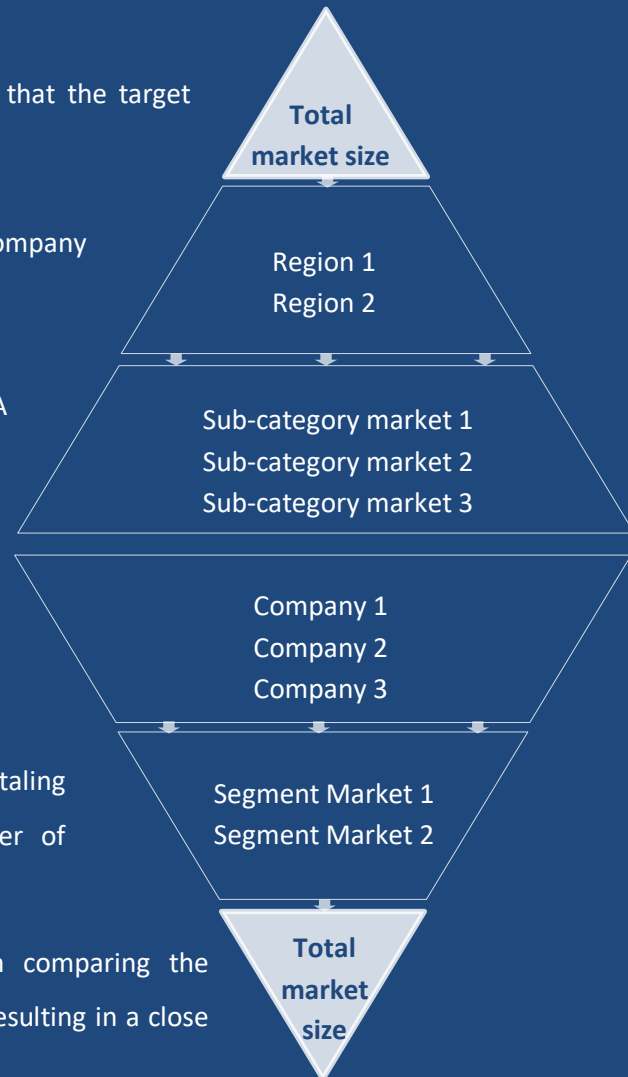 that the target
Total
market size
ompany
Region 1
Region 2
A
Sub-category market 1
Sub-category market 2
Sub-category market 3
Company 1
Company 2
Company 3
taling
Segment Market 1
er of
Segment Market 2
comparing the
Total
market
esulting in a close
size